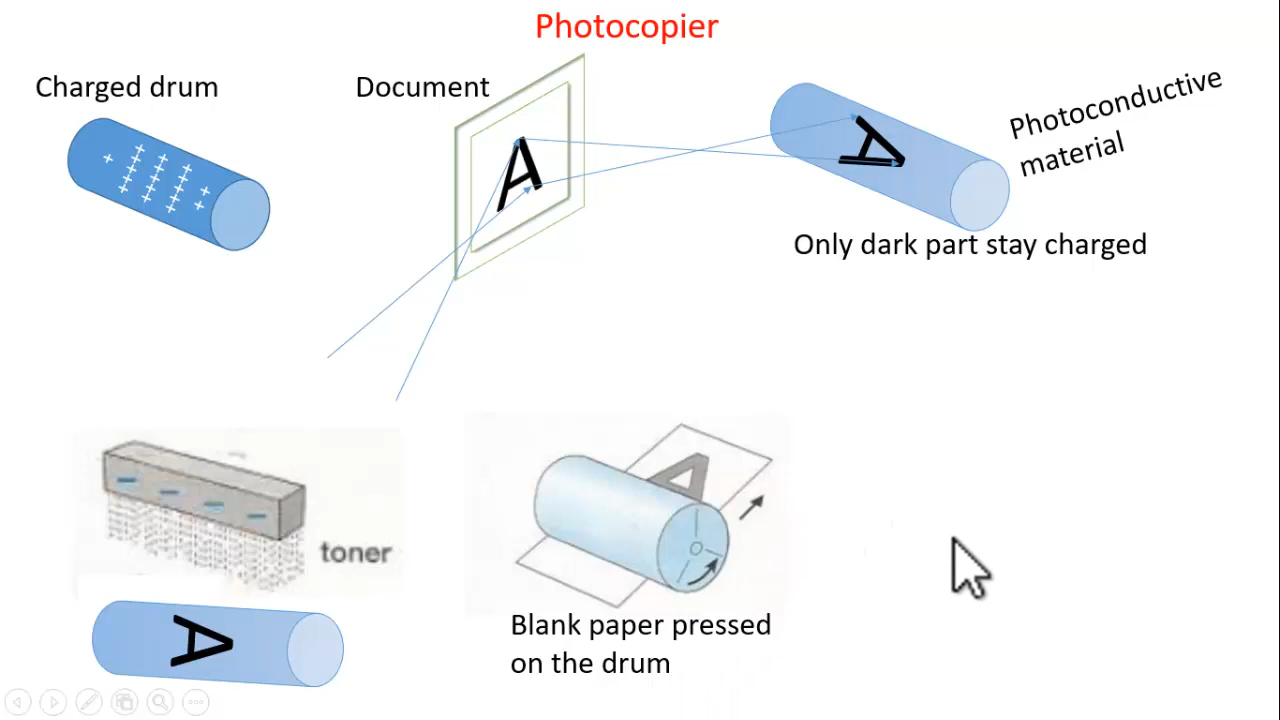 Photocopier
Charged drum
Document
A
A
Photoconductive
material
Only dark part stay charged
toner
A
A
Blank paper pressed
on the drum